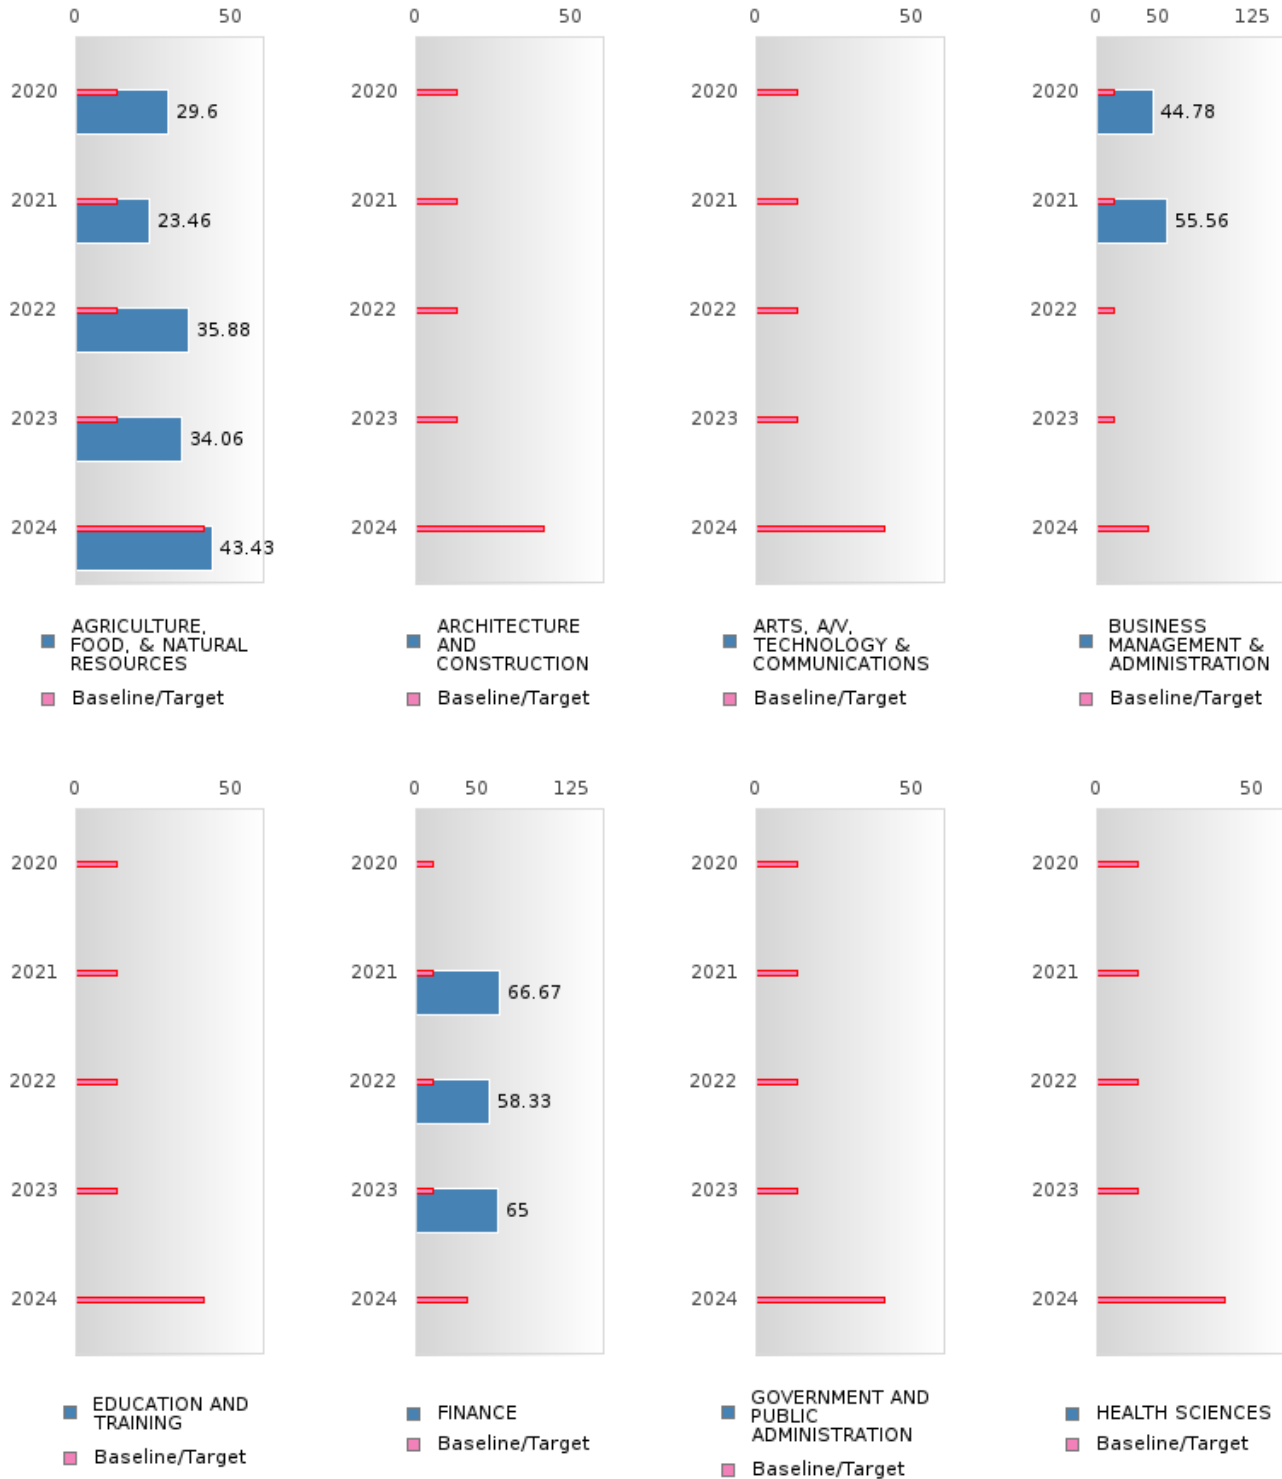 0 50
2020 29.6
2021 23.46
2022 35.88
2023 34.06
2024 43.43
AGRICULTURE,
FOOD, & NATURAL
RESOURCES
Baseline/Target
0 50
2020
2021
2022
2023
2024
ARCHITECTURE
AND
CONSTRUCTION
Baseline/Target
0 50
2020
2021
2022
2023
2024
ARTS, A/V,
TECHNOLOGY &
COMMUNICATIONS
Baseline/Target
0 50 125
2020 44.78
2021 55.56
2022
2023
2024
BUSINESS
MANAGEMENT &
ADMINISTRATION
Baseline/Target
0 50
2020
2021
2022
2023
2024
EDUCATION AND
TRAINING
Baseline/Target
0 50 125
2020
2021 66.67
2022 58.33
2023 65
2024
FINANCE
Baseline/Target
0 50
2020
2021
2022
2023
2024
GOVERNMENT AND
PUBLIC
ADMINISTRATION
Baseline/Target
0 50
2020
2021
2022
2023
2024
HEALTH SCIENCES
Baseline/Target